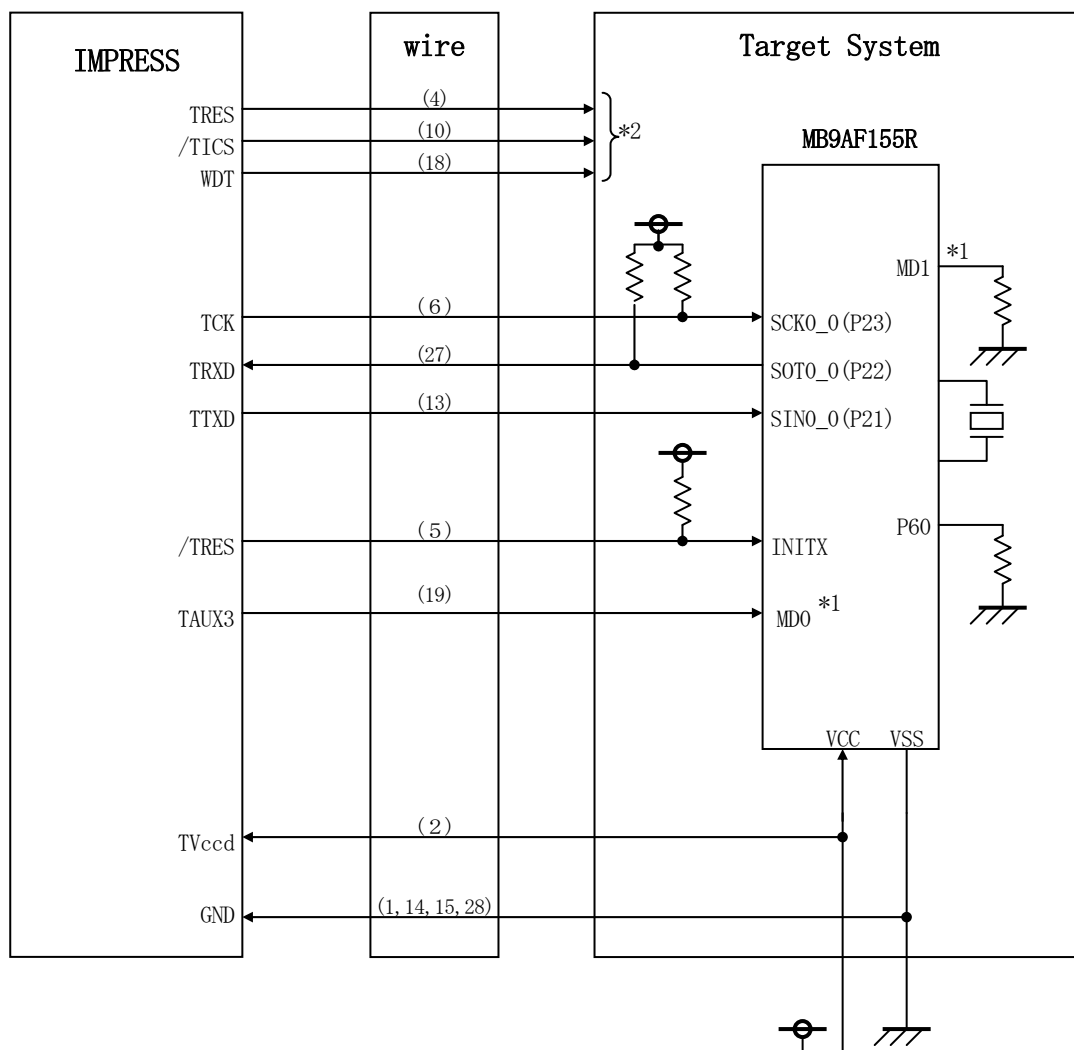 IMPRESS
wire
Target System
TRES
(4)
/TICS
(10)
*2
WDT
(18)
MB9AF155R
MD1
*1
TCK
(6)
SCK0_0(P23)
TRXD
(27)
SOT0_0(P22)
TTXD
(13)
SIN0_0(P21)
P60
/TRES
(5)
INITX
TAUX3
(19)
MD0
*1
VCC
VSS
TVccd
(2)
GND
(1,14,15,28)